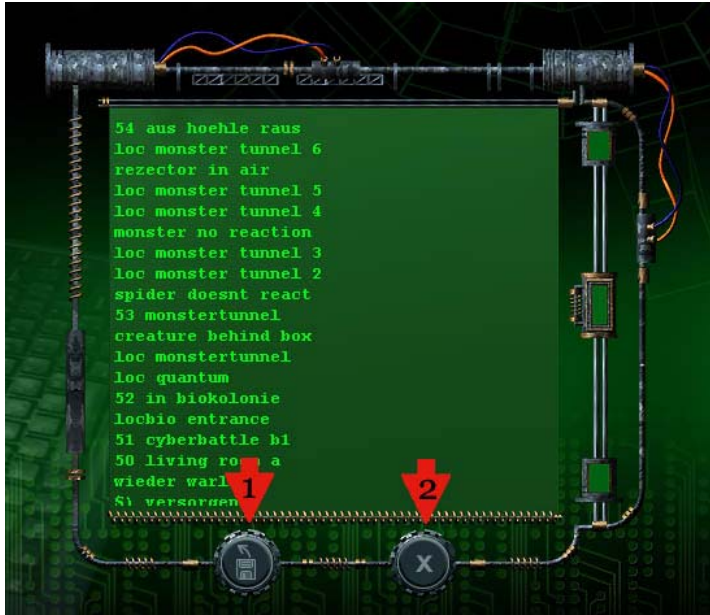 54 aus hoehle raus
loc monster tunnel 6
rezector in air
loc monster tunnel 5
loc monster tunnel 4
monster no reaction
loc monster tunnel 3
loc monster tunnel 2
spider doesnt react
53 monstertunnel
creature behind box
loc monstertunnel
loc quantum
52 in biokolonie
locbio entrance
51 cyberbattle b1
50 living room a
wieder
versorgen
1
2
X